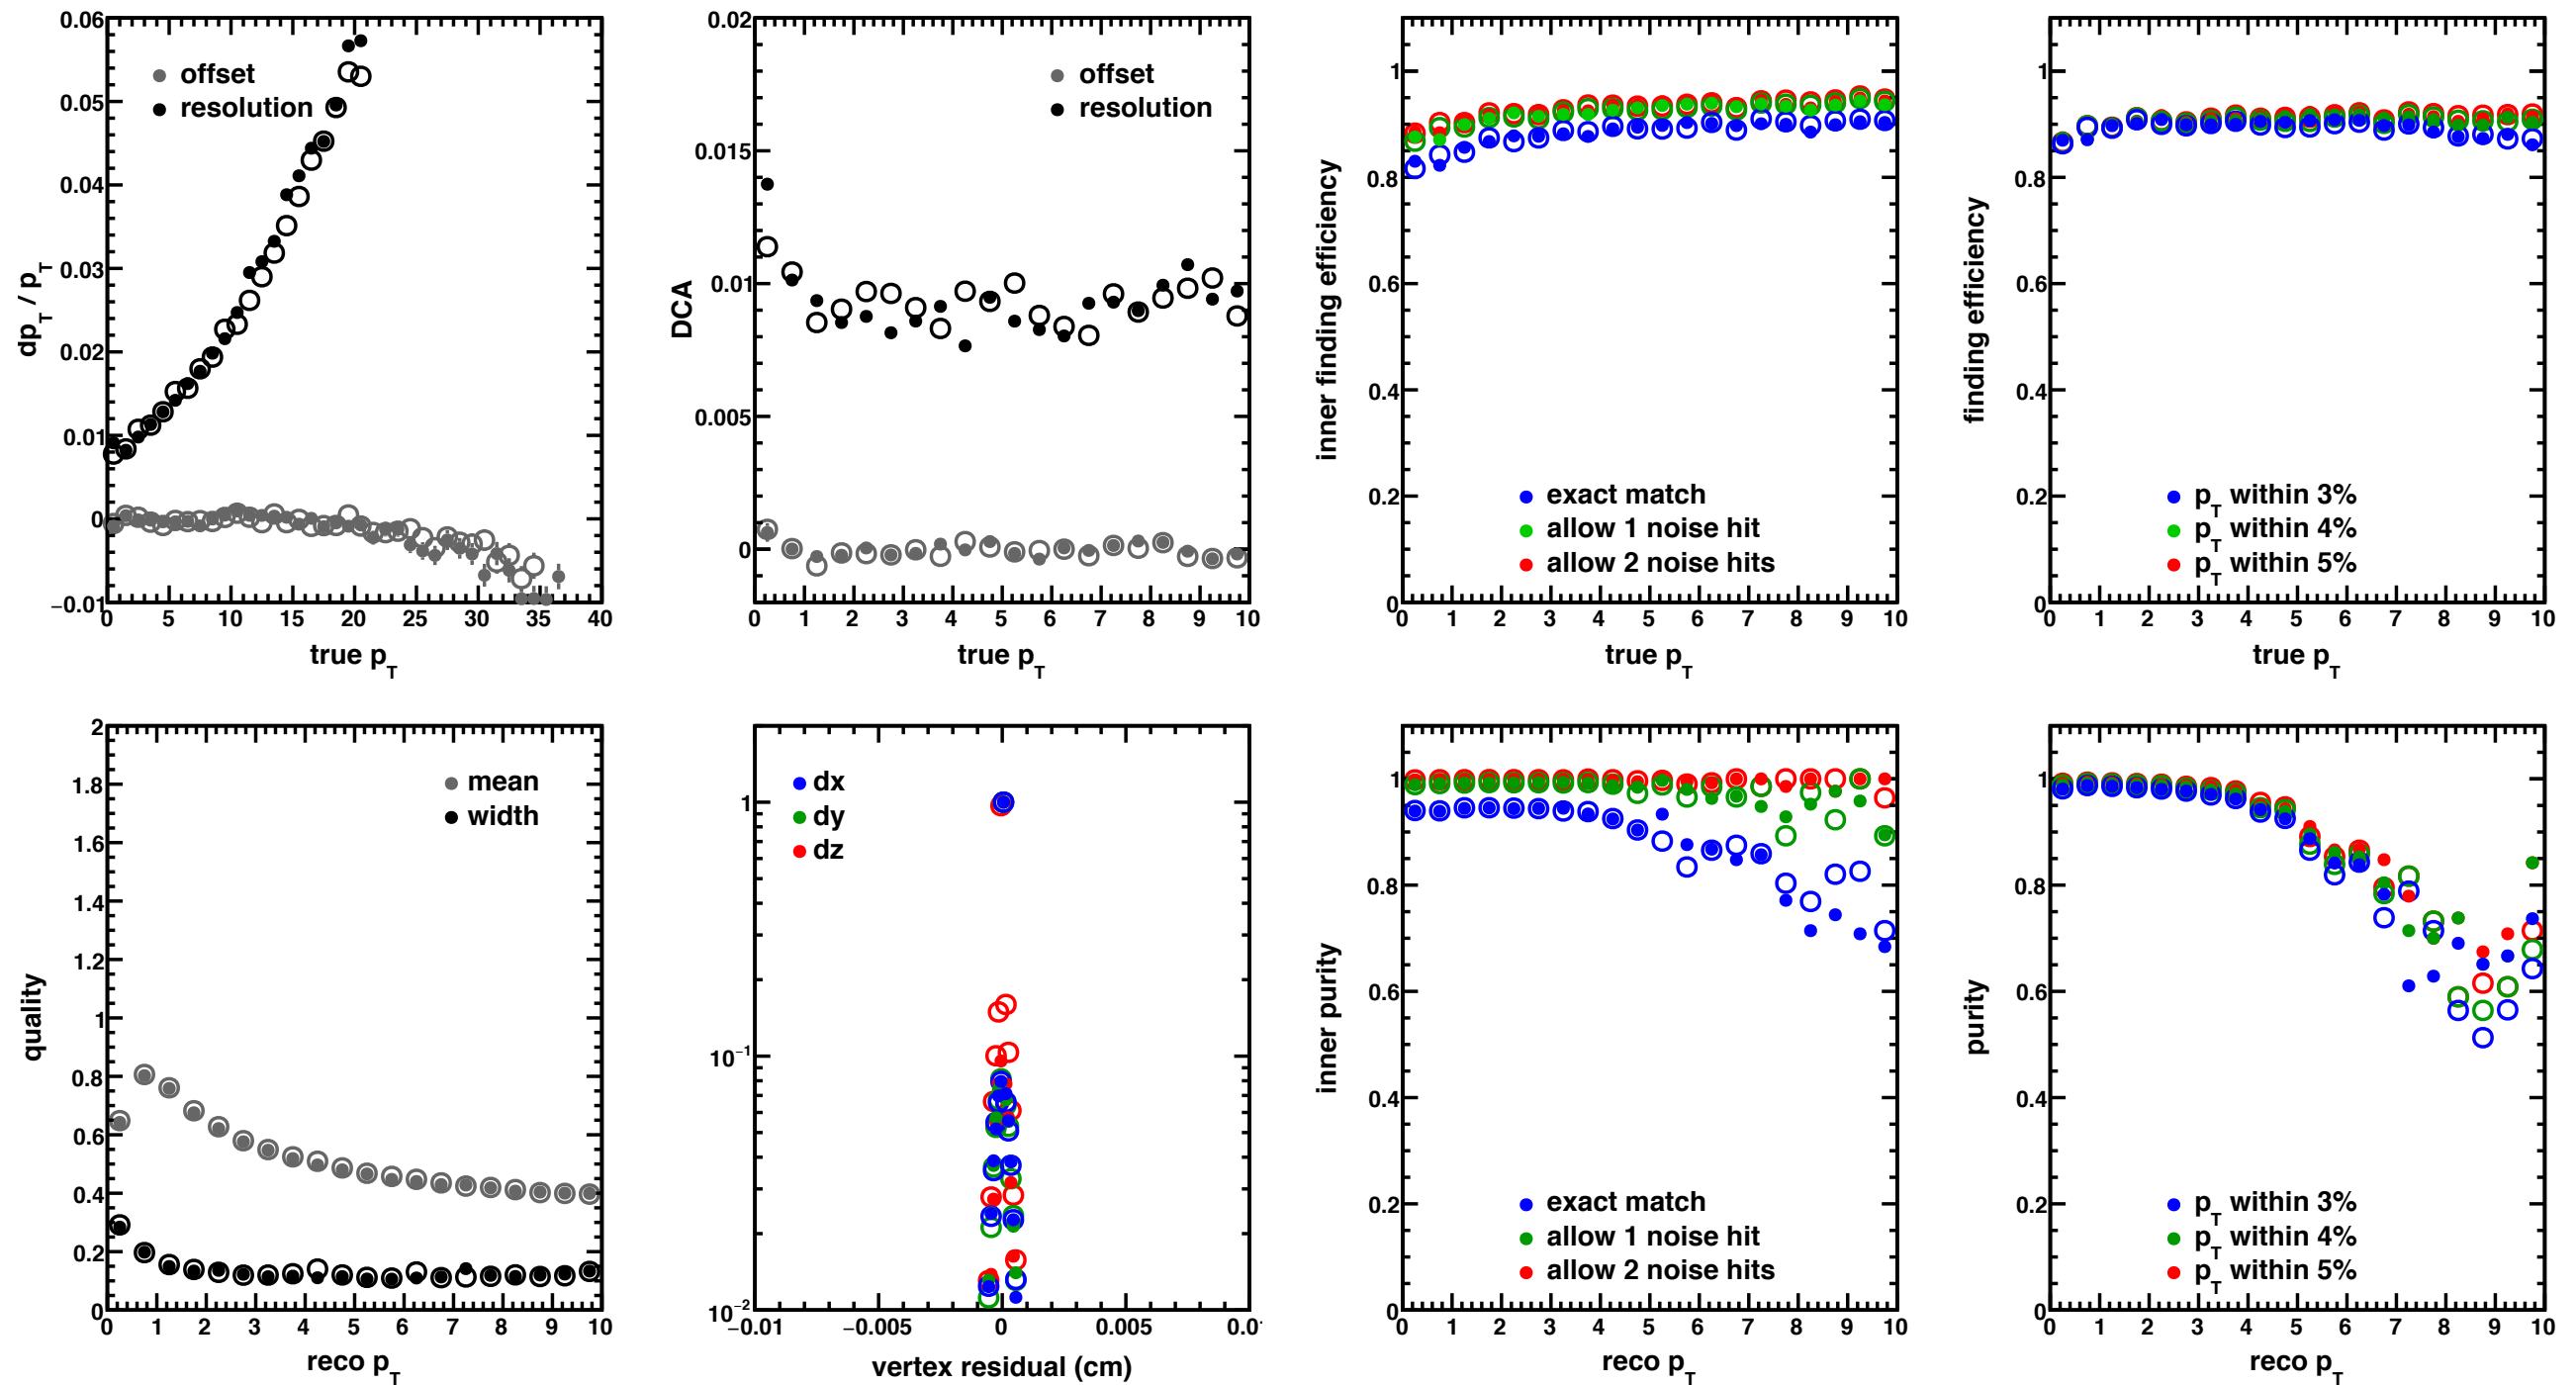 0.06
0.05
0.04
0.03
0.02
0.01
0
−0.01
dp_T / p_T
offset
resolution
0 5 10 15 20 25 30 35 40
true p_T
0.02
0.015
0.01
0.005
0
DCA
offset
resolution
0 1 2 3 4 5 6 7 8 9 10
true p_T
1
0.8
0.6
0.4
0.2
0
inner finding efficiency
exact match
allow 1 noise hit
allow 2 noise hits
0 1 2 3 4 5 6 7 8 9 10
true p_T
1
0.8
0.6
0.4
0.2
0
finding efficiency
p_T within 3%
p_T within 4%
p_T within 5%
0 1 2 3 4 5 6 7 8 9 10
true p_T
2
1.8
1.6
1.4
1.2
1
0.8
0.6
0.4
0.2
0
quality
mean
width
0 1 2 3 4 5 6 7 8 9 10
reco p_T
1
10^−1
10^−2
dx
dy
dz
−0.01 −0.005 0 0.005
vertex residual (cm)
1
0.8
0.6
0.4
0.2
0
inner purity
exact match
allow 1 noise hit
allow 2 noise hits
0 1 2 3 4 5 6 7 8 9 10
reco p_T
1
0.8
0.6
0.4
0.2
0
purity
p_T within 3%
p_T within 4%
p_T within 5%
0 1 2 3 4 5 6 7 8 9 10
reco p_T